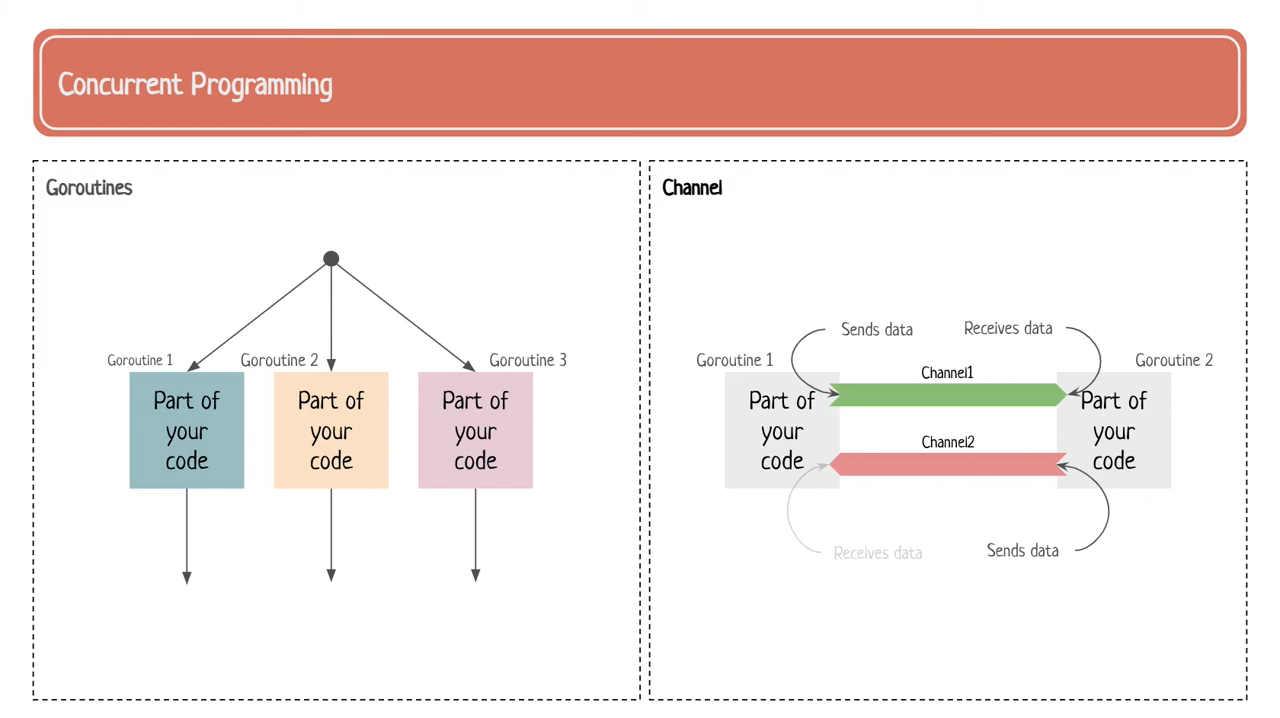 Concurrent Programming
Goroutines
Goroutine 1
Goroutine 2
Goroutine 3
Part of
your
code
Part of
your
code
Part of
your
code
Channel
Sends data
Receives data
Goroutine 1
Goroutine 2
Channel1
Part of
your
code
Part of
your
code
Channel2
Receives data
Sends data